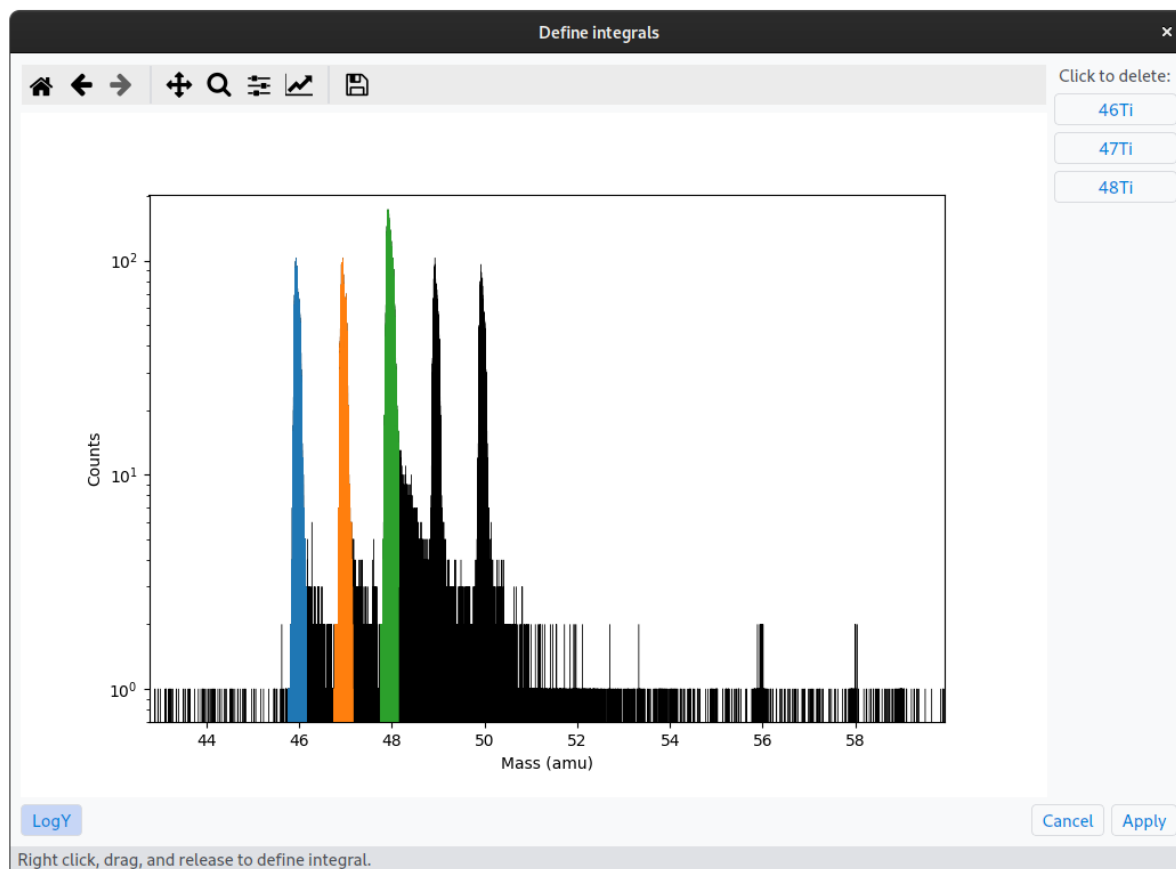 Define integrals
×
Click to delete:
46Ti
47Ti
48Ti
10²
10¹
10⁰
Counts
44 46 48 50 52 54 56 58
Mass (amu)
LogY
Cancel Apply
Right click, drag, and release to define integral.